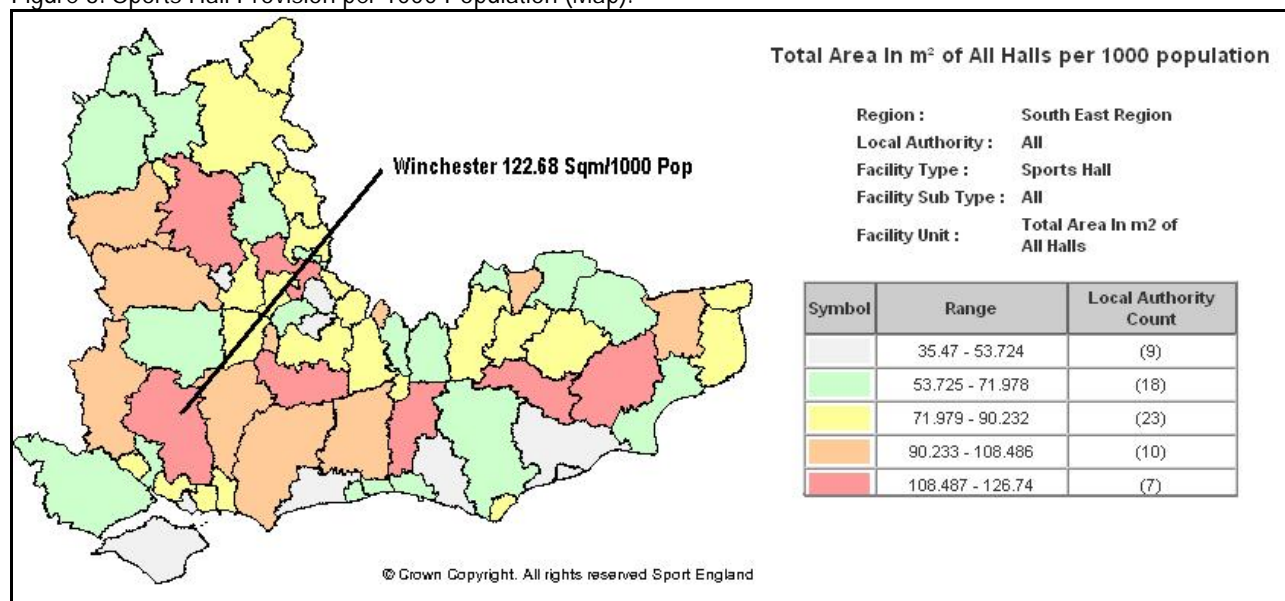 Figure 6: Sports Hall Provision per 1000 Population (Map).
Winchester 122.68 Sqm/1000 Pop
© Crown Copyright. All rights reserved Sport England
Total Area In m² of All Halls per 1000 population
Region : South East Region
Local Authority : All
Facility Type : Sports Hall
Facility Sub Type : All
Facility Unit : Total Area In m2 of
All Halls
Symbol Range Local Authority
Count
35.47 - 53.724 (9)
53.725 - 71.978 (18)
71.979 - 90.232 (23)
90.233 - 108.486 (10)
108.487 - 126.74 (7)